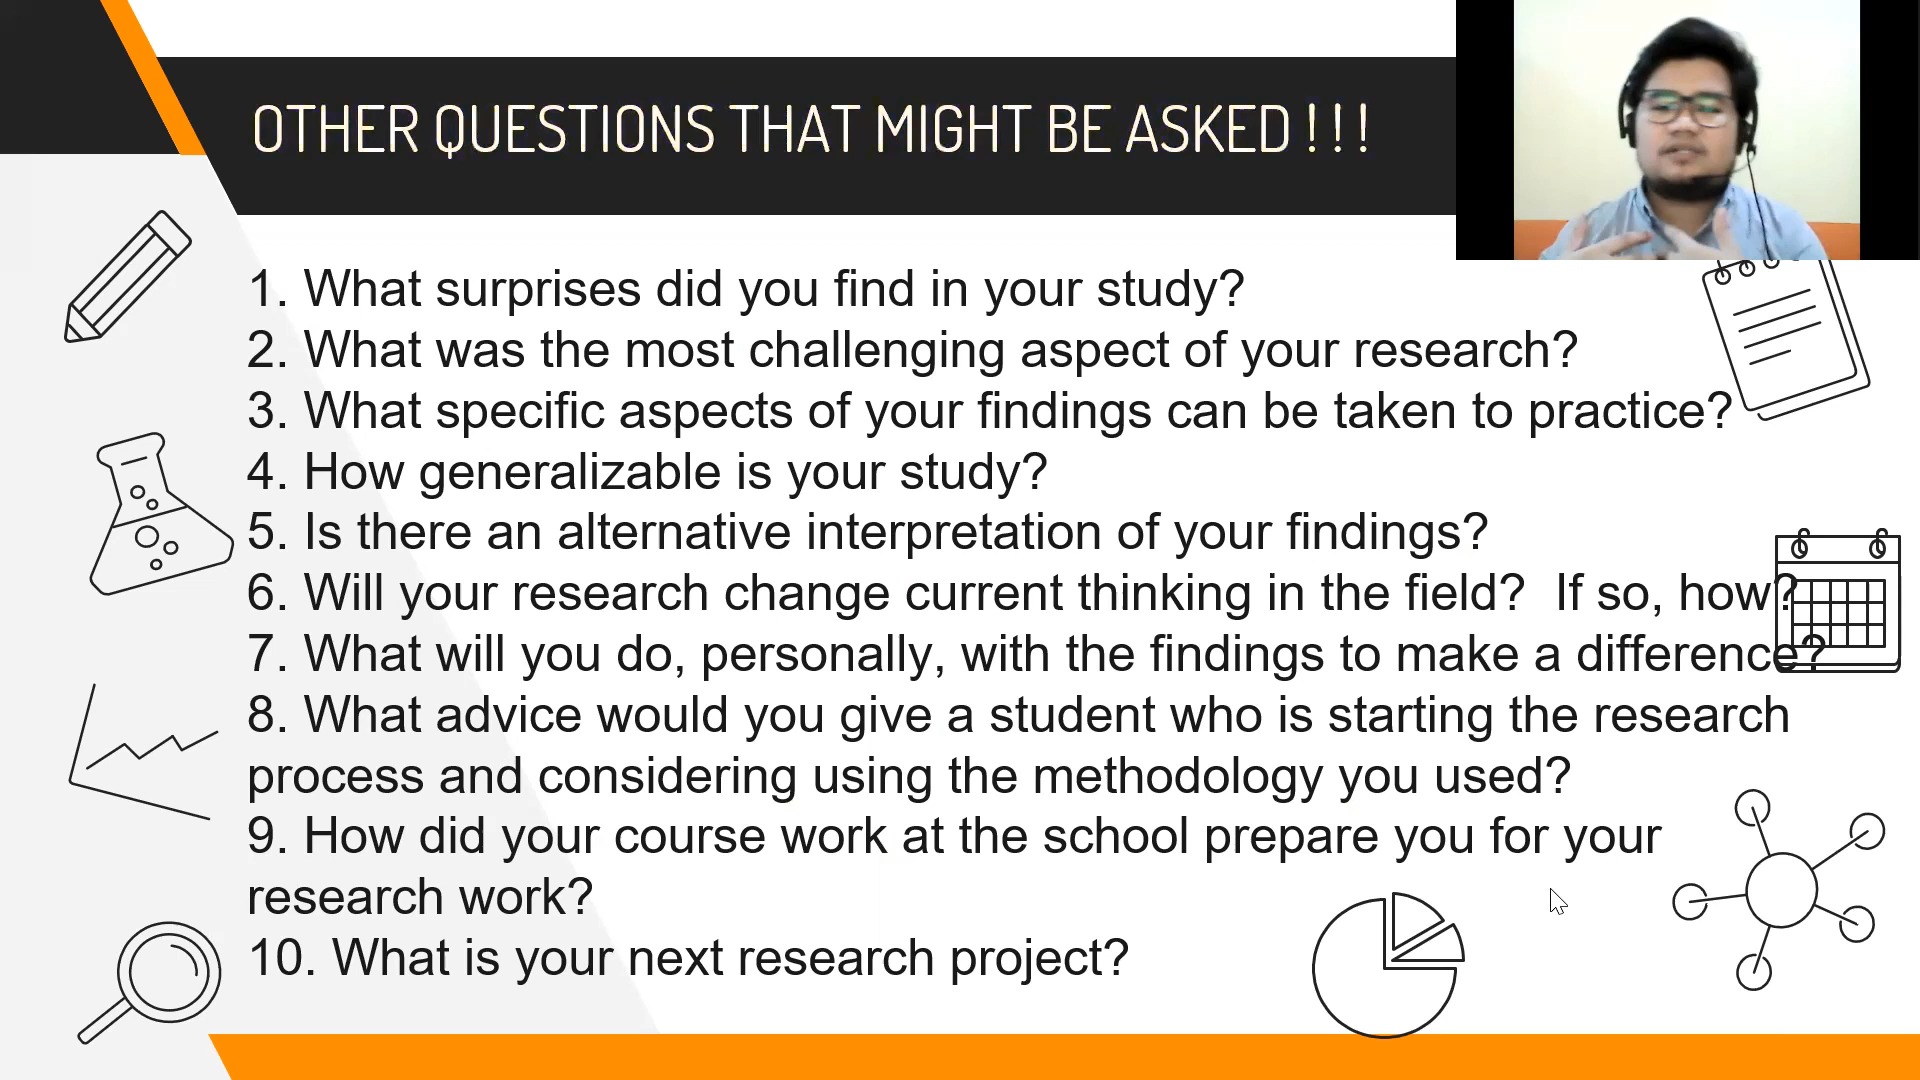 OTHER QUESTIONS THAT MIGHT BE ASKED ! ! !
1. What surprises did you find in your study?
2. What was the most challenging aspect of your research?
3. What specific aspects of your findings can be taken to practice?
4. How generalizable is your study?
5. Is there an alternative interpretation of your findings?
6. Will your research change current thinking in the field?  If so, how?
7. What will you do, personally, with the findings to make a difference?
8. What advice would you give a student who is starting the research
process and considering using the methodology you used?
9. How did your course work at the school prepare you for your
research work?
10. What is your next research project?